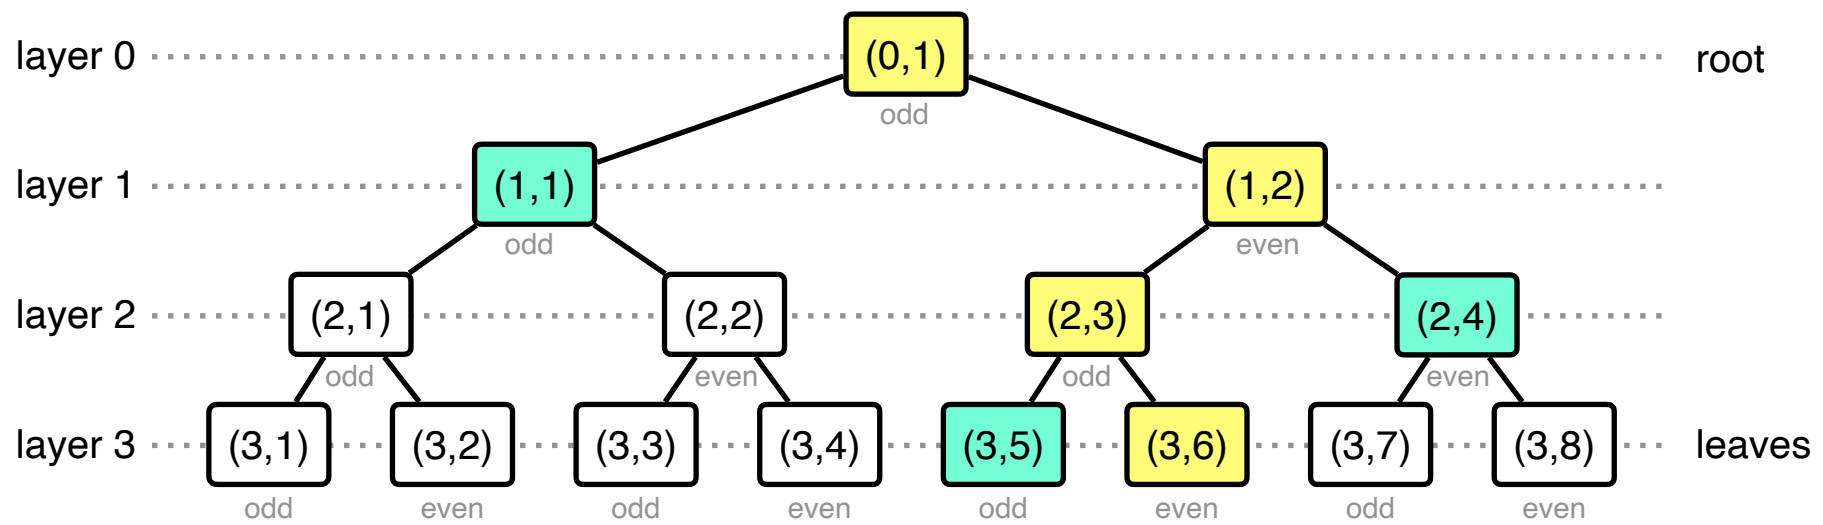 layer 0 (0,1) root
odd
layer 1 (1,1) (1,2)
odd even
layer 2 (2,1) (2,2) (2,3) (2,4)
odd even odd even
layer 3 (3,1) (3,2) (3,3) (3,4) (3,5) (3,6) (3,7) (3,8) leaves
odd even odd even odd even odd even